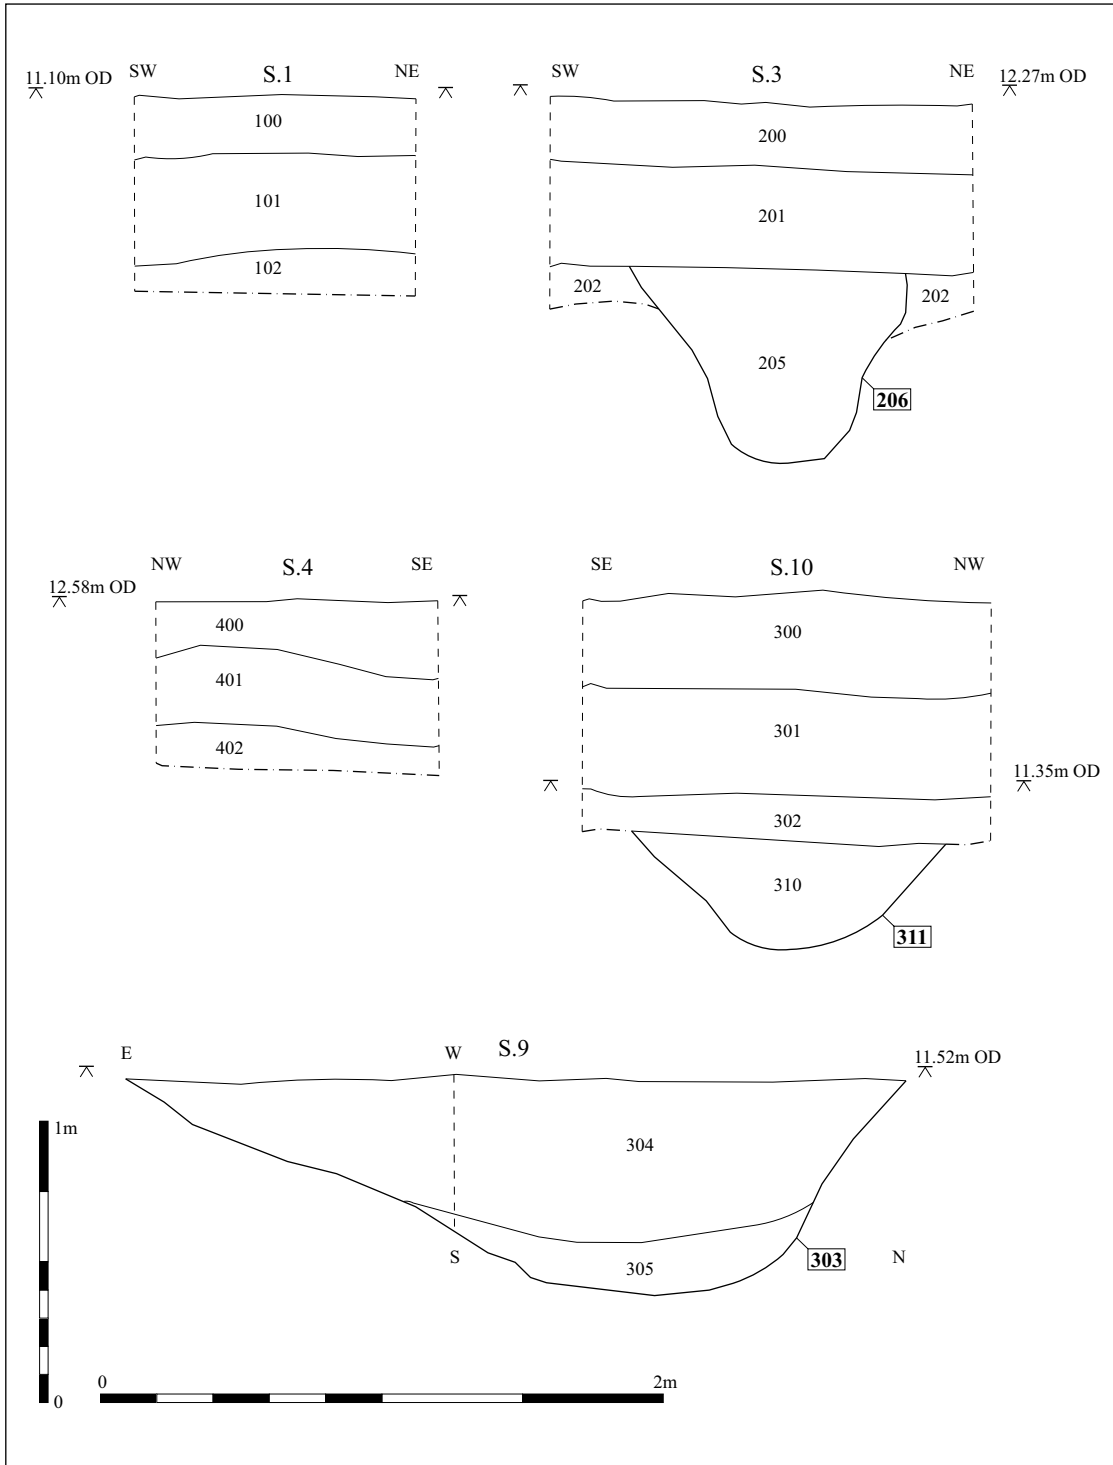 11.10m OD SW S.1 NE
100
101
102
SW S.3 NE 12.27m OD
200
201
202 202
205
206
12.58m OD NW S.4 SE
400
401
402
SE S.10 NW
300
301
11.35m OD
302
310
311
E W S.9 11.52m OD
304
S 305 303 N
1m
0
0 2m